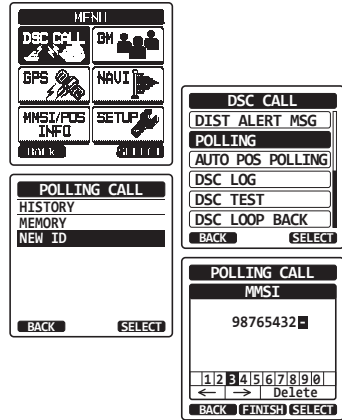 MENU
DSC CALL GM
GPS NAVI
MMSI/POS INFO SETUP
BACK SELECT
DSC CALL
DIST ALERT MSG
POLLING
AUTO POS POLLING
DSC LOG
DSC TEST
DSC LOOP BACK
BACK SELECT
POLLING CALL
HISTORY
MEMORY
NEW ID
BACK SELECT
POLLING CALL
MMSI
98765432-
1 2 3 4 5 6 7 8 9 0
← → Delete
BACK FINISH SELECT